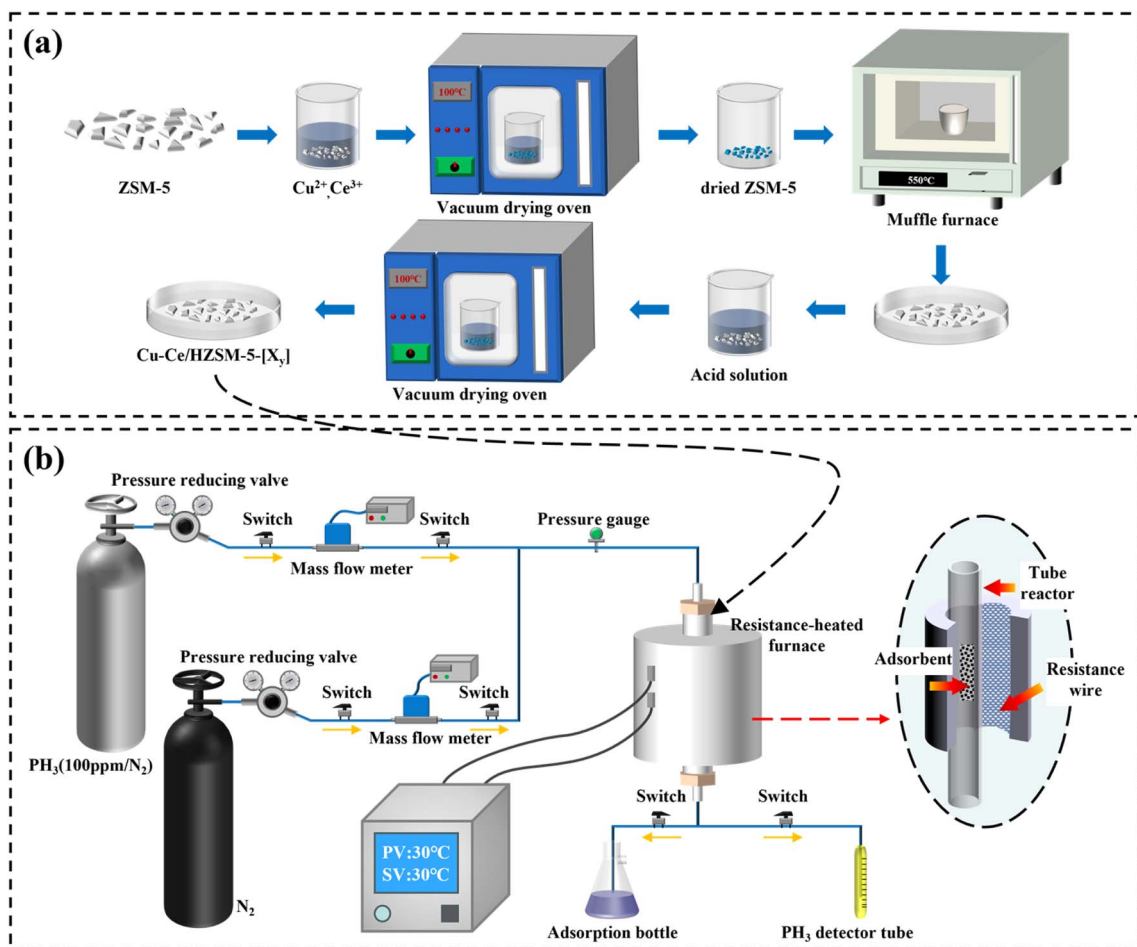 (a)
100℃
ZSM-5
Cu²⁺,Ce³⁺
Vacuum drying oven
dried ZSM-5
550℃
Muffle furnace
100℃
Cu-Ce/HZSM-5-[Xᵧ]
Vacuum drying oven
Acid solution
(b)
Pressure reducing valve
Switch
Switch
Mass flow meter
Pressure gauge
Pressure reducing valve
Switch
Switch
Mass flow meter
PH₃(100ppm/N₂)
N₂
Resistance-heated
furnace
Tube
reactor
Adsorbent
Resistance
wire
PV:30℃
SV:30℃
Switch
Switch
Adsorption bottle
PH₃ detector tube